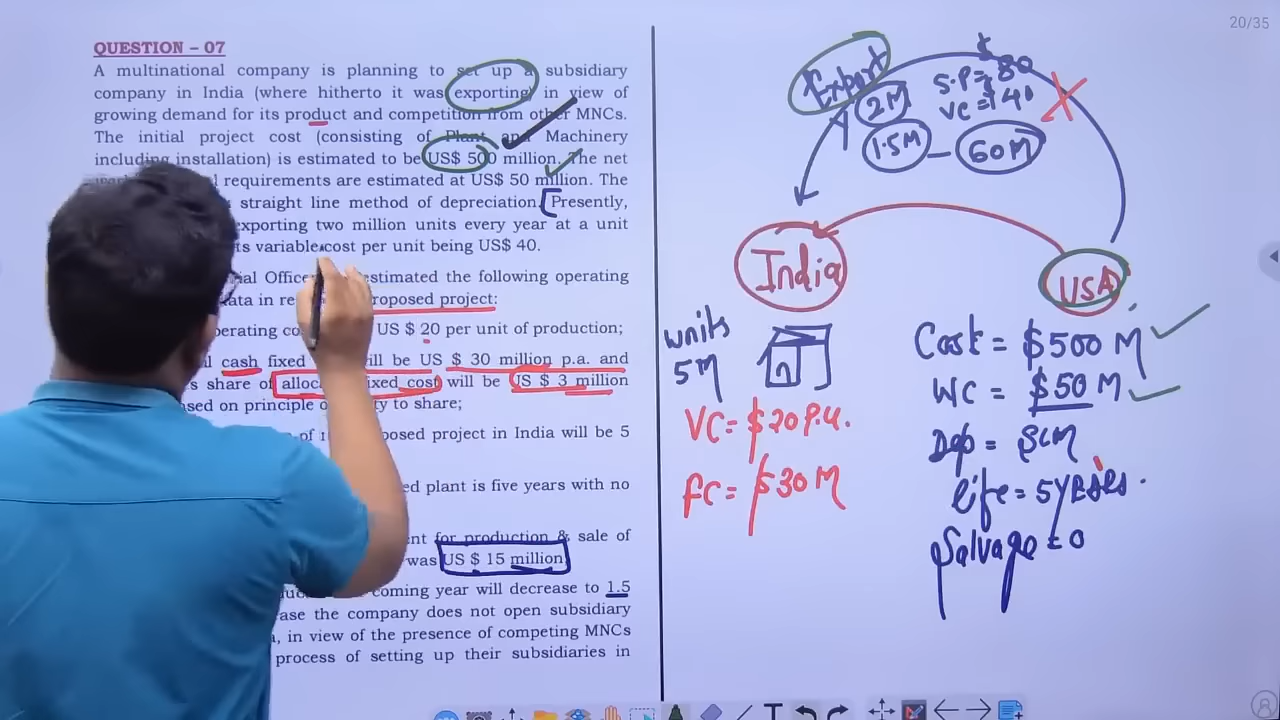 20/35
QUESTION – 07
A multinational company is planning to set up a subsidiary
company in India (where hitherto it was exporting) in view of
growing demand for its product and competition from other MNCs.
The initial project cost (consisting of Plant and Machinery
including installation) is estimated to be US$ 500 million. The net
requirements are estimated at US$ 50 million. The
straight line method of depreciation. Presently,
exporting two million units every year at a unit
variable cost per unit being US$ 40.
estimated the following operating
proposed project:
US $ 20 per unit of production;
cash fixed will be US $ 30 million p.a. and
share of fixed cost will be US $ 3 million
on principle of to share;
of proposed project in India will be 5
plant is five years with no
for production & sale of
was US $ 15 million.
coming year will decrease to 1.5
case the company does not open subsidiary
in view of the presence of competing MNCs
process of setting up their subsidiaries in
Export
2M
1.5M – 60M
$
S.P = $80
VC = $40
India
USA
units
5M
VC = $20 P.U.
FC = $30 M
Cost = $500 M
WC = $50 M
Dep = SLM
life = 5 years.
Salvage = 0